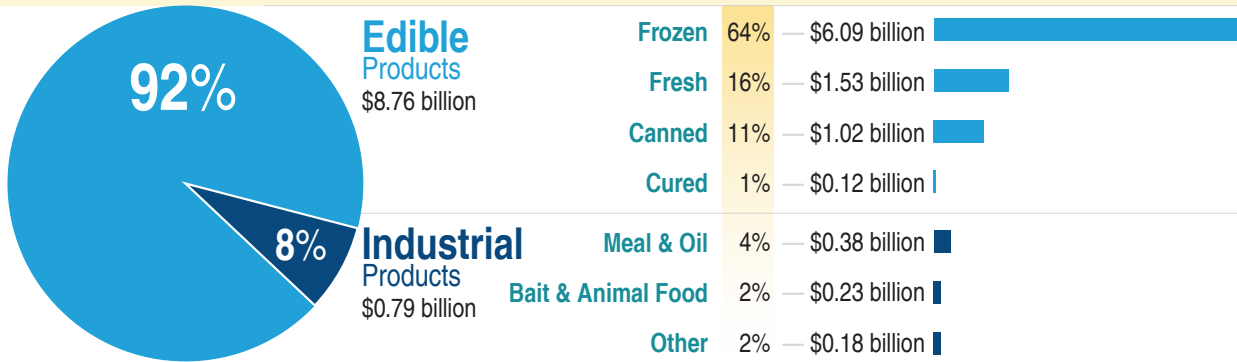 92%
8%
Edible
Products
$8.76 billion
Frozen 64% — $6.09 billion
Fresh 16% — $1.53 billion
Canned 11% — $1.02 billion
Cured 1% — $0.12 billion
Industrial
Products
$0.79 billion
Meal & Oil 4% — $0.38 billion
Bait & Animal Food 2% — $0.23 billion
Other 2% — $0.18 billion